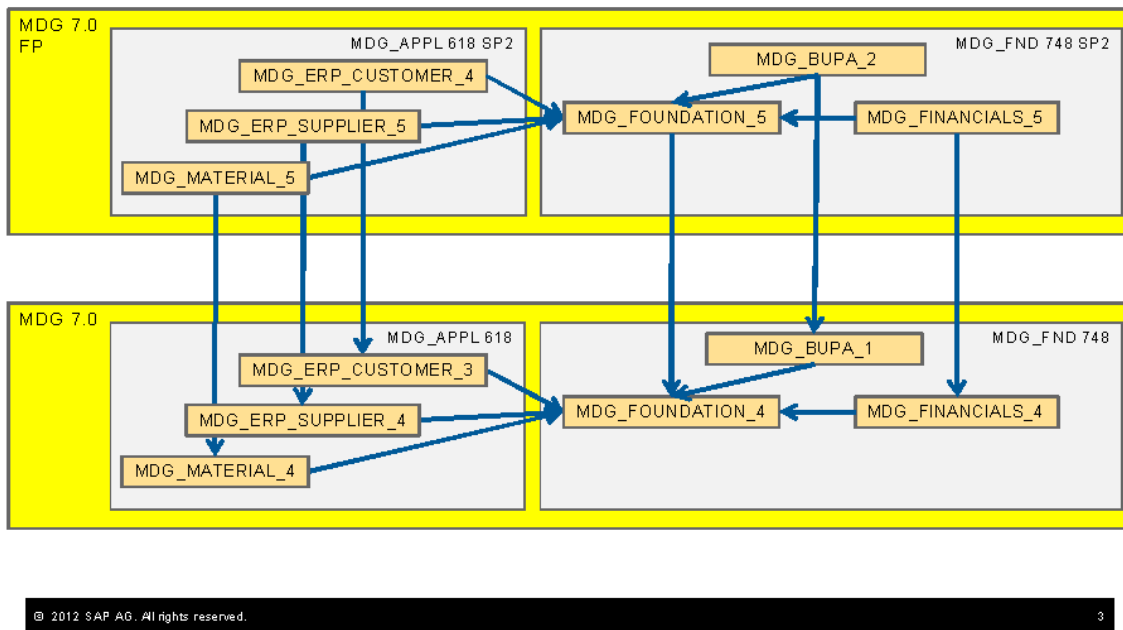 MDG 7.0
FP
MDG_APPL 618 SP2
MDG_ERP_CUSTOMER_4
MDG_ERP_SUPPLIER_5
MDG_MATERIAL_5
MDG_FND 748 SP2
MDG_BUPA_2
MDG_FOUNDATION_5
MDG_FINANCIALS_5
MDG 7.0
MDG_APPL 618
MDG_ERP_CUSTOMER_3
MDG_ERP_SUPPLIER_4
MDG_MATERIAL_4
MDG_FND 748
MDG_BUPA_1
MDG_FOUNDATION_4
MDG_FINANCIALS_4
© 2012 SAP AG. All rights reserved.
3